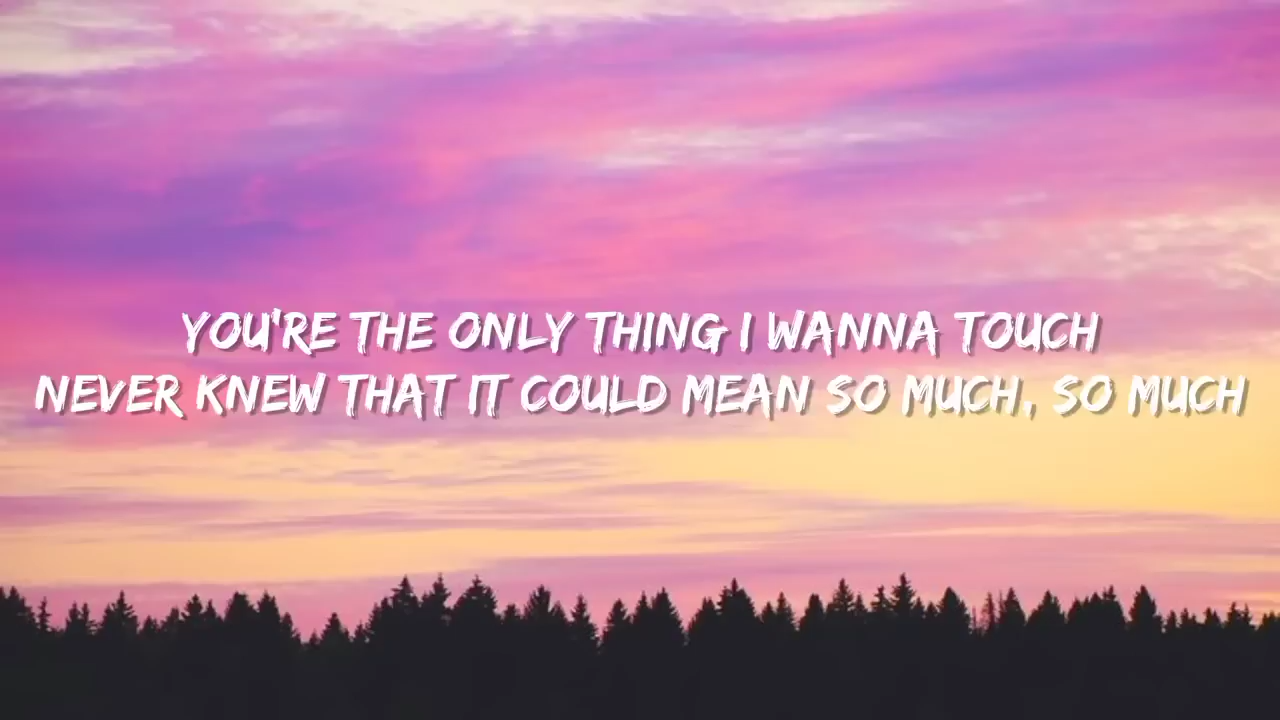 YOU'RE THE ONLY THING I WANNA TOUCH
NEVER KNEW THAT IT COULD MEAN SO MUCH, SO MUCH